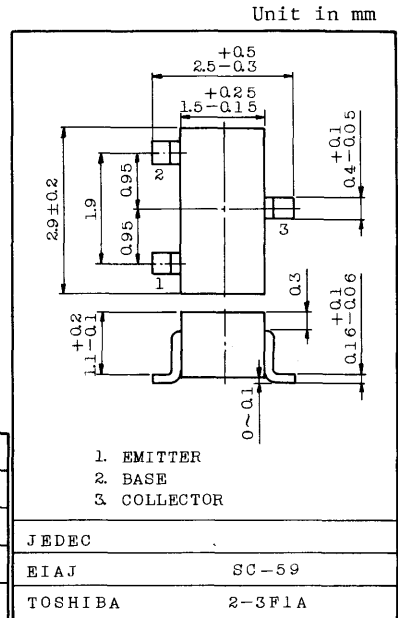 Unit in mm
+0.5
2.5-0.3
+0.25
1.5-0.15
2.9±0.2
1.9
0.95
0.95
2
1
3
+0.1
0.4-0.05
+0.2
1.1-0.1
0.3
+0.1
0.16-0.06
0~0.1
1. EMITTER
2. BASE
3. COLLECTOR
JEDEC
EIAJ SC-59
TOSHIBA 2-3F1A